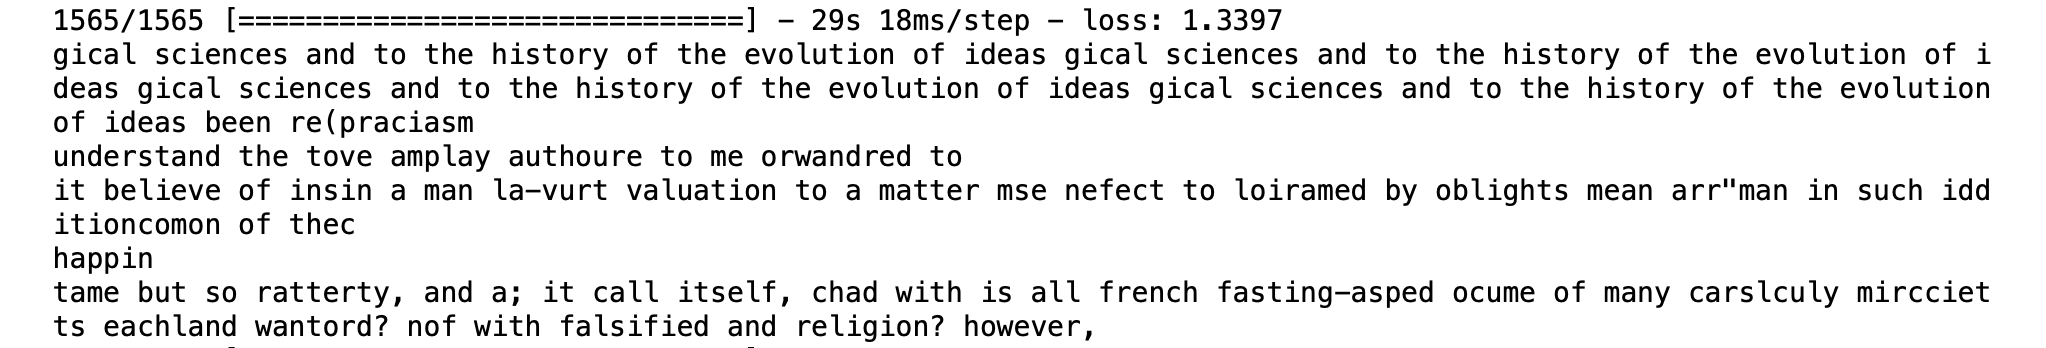 1565/1565 [==============================] - 29s 18ms/step - loss: 1.3397
gical sciences and to the history of the evolution of ideas gical sciences and to the history of the evolution of i
deas gical sciences and to the history of the evolution of ideas gical sciences and to the history of the evolution
of ideas been re(praciasm
understand the tove amplay authoure to me orwandred to
it believe of insin a man la-vurt valuation to a matter mse nefect to loiramed by oblights mean arr"man in such idd
itioncomon of thec
happin
tame but so ratterty, and a; it call itself, chad with is all french fasting-asped ocume of many carslculy mircciet
ts eachland wantord? nof with falsified and religion? however,